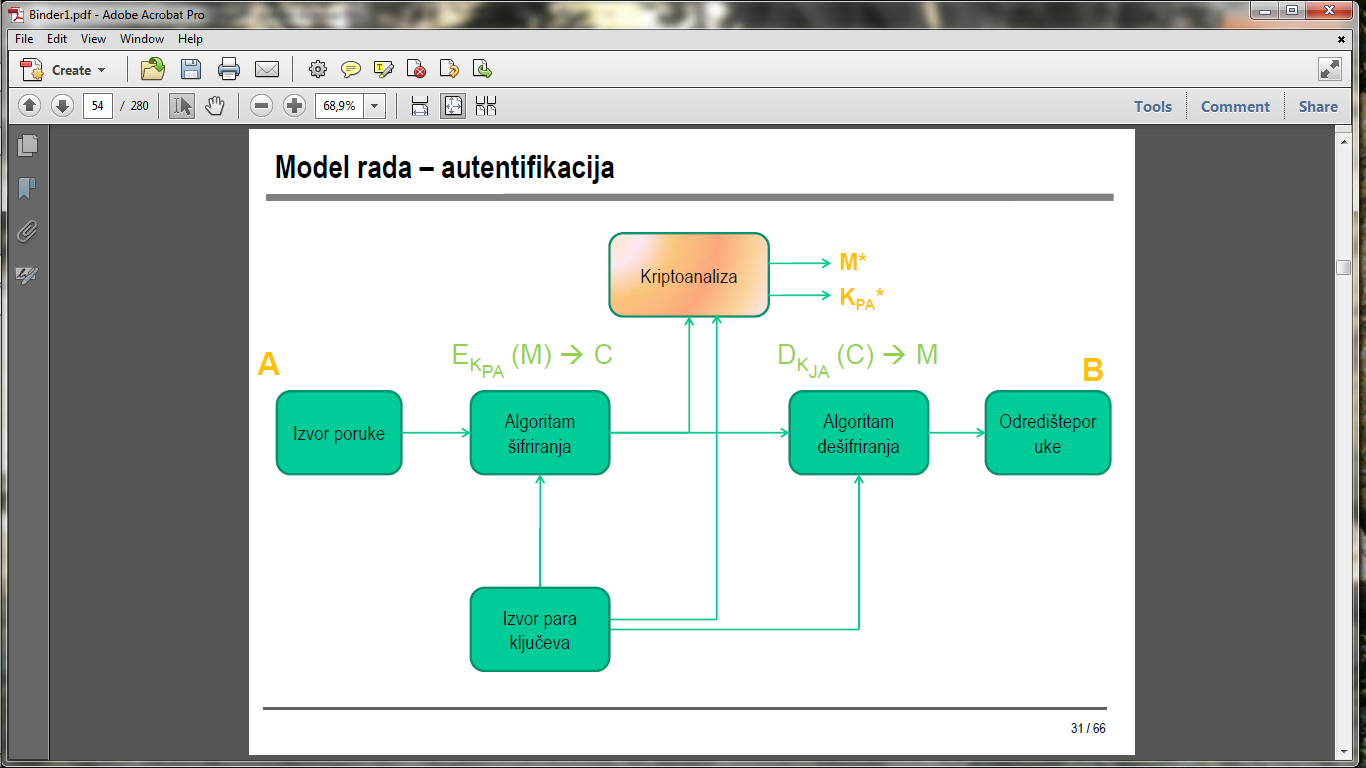 Binder1.pdf - Adobe Acrobat Pro
File Edit View Window Help
Create
54 / 280 68,9% Tools Comment Share
Model rada – autentifikacija
Kriptoanaliza
M*
KPA*
EKPA (M) → C
DKJA (C) → M
A
B
Izvor poruke
Algoritam
šifriranja
Algoritam
dešifriranja
Odredištepor
uke
Izvor para
ključeva
31 / 66